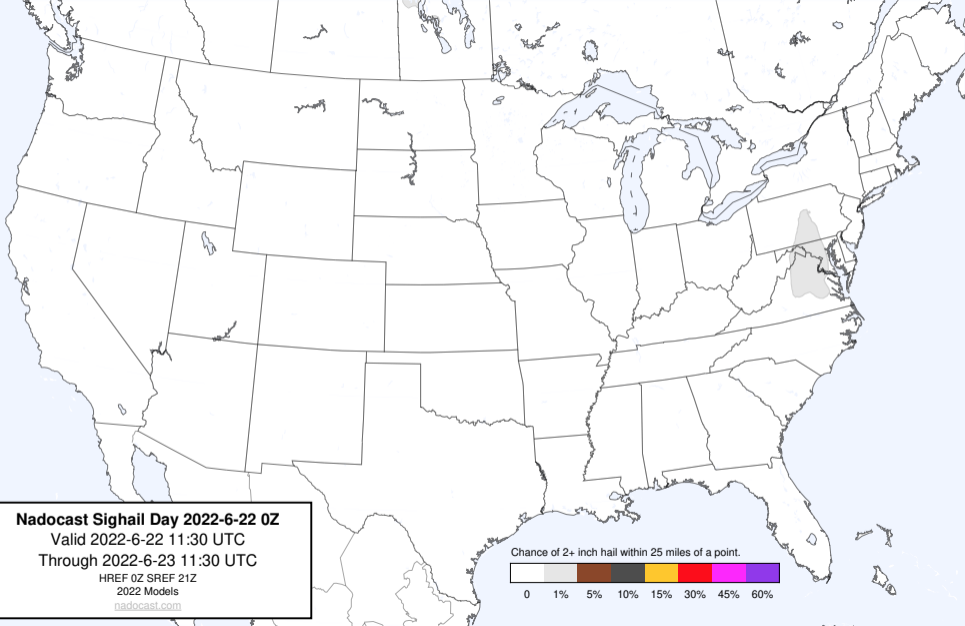 Nadocast Sighail Day 2022-6-22 0Z
Valid 2022-6-22 11:30 UTC
Through 2022-6-23 11:30 UTC
HREF 0Z SREF 21Z
2022 Models
nadocast.com
Chance of 2+ inch hail within 25 miles of a point.
0 1% 5% 10% 15% 30% 45% 60%